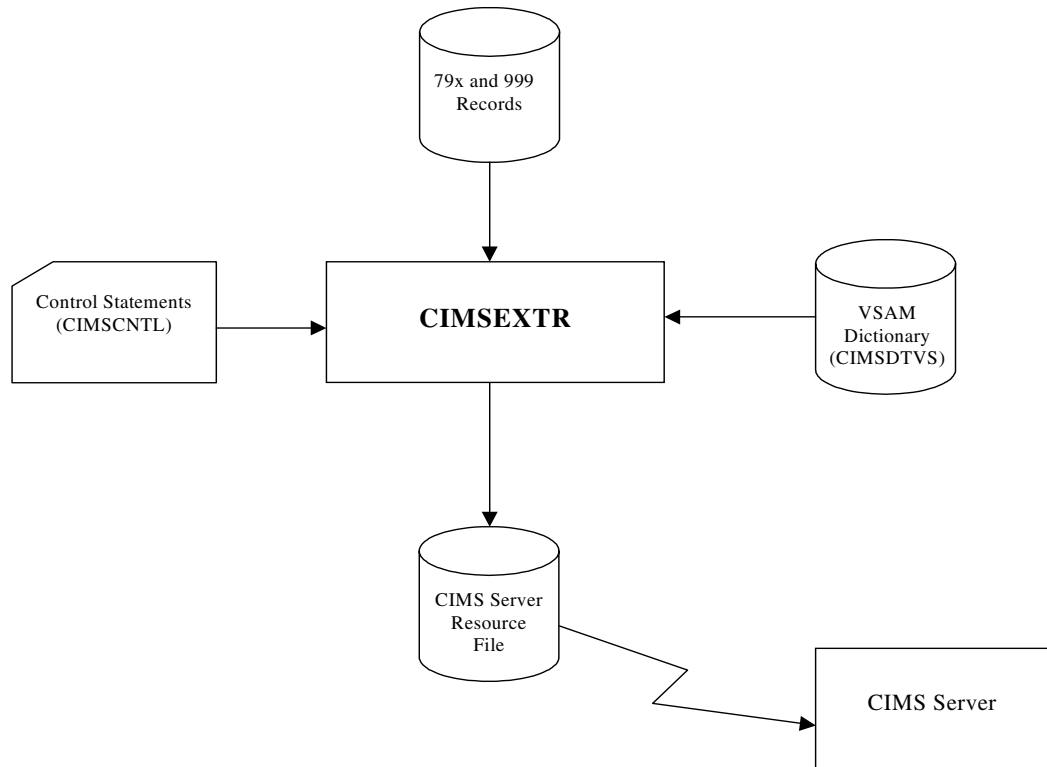 79x and 999
Records
Control Statements
(CIMSCNTL)
CIMSEXTR
VSAM
Dictionary
(CIMSDTVS)
CIMS Server
Resource
File
CIMS Server